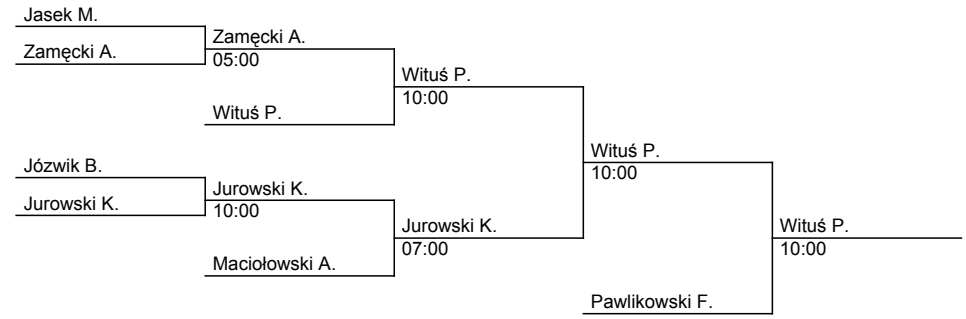 Jasek M.
Zamęcki A.
Zamęcki A.
05:00
Wituś P.
Wituś P.
10:00
Józwik B.
Jurowski K.
Jurowski K.
10:00
Maciołowski A.
Jurowski K.
07:00
Wituś P.
10:00
Pawlikowski F.
Wituś P.
10:00